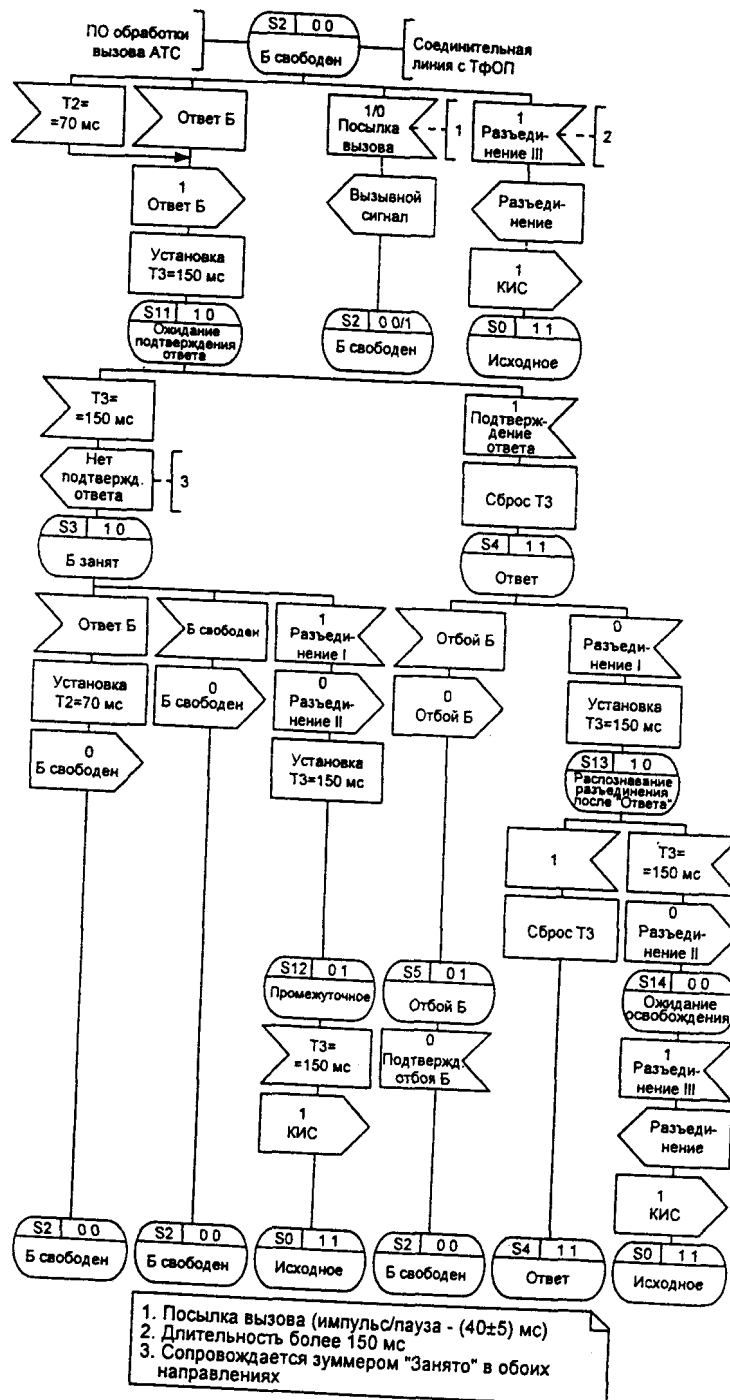 ПО обработки
вызова АТС
S2 0 0
Б свободен
Соединительная
линия с ТфОП
Т2=
=70 мс
Ответ Б
1/0
Посылка
вызова
1
1
Разъеди-
нение III
2
1
Ответ Б
Вызывной
сигнал
Разъеди-
нение
Установка
Т3=150 мс
1
КИС
S11 1 0
Ожидание
подтверждения
ответа
S2 0 0/1
Б свободен
S0 1 1
Исходное
Т3=
=150 мс
1
Подтверж-
дение
ответа
Нет
подтвержд.
ответа
3
Сброс Т3
S3 1 0
Б занят
S4 1 1
Ответ
Ответ Б
Б свободен
1
Разъеди-
нение I
Отбой Б
0
Разъеди-
нение I
Установка
Т2=70 мс
0
Б свободен
0
Разъеди-
нение II
0
Отбой Б
Установка
Т3=150 мс
0
Б свободен
Установка
Т3=150 мс
S13 1 0
Распознавание
разъединения
после "Ответа"
1
Т3=
=150 мс
Сброс Т3
0
Разъеди-
нение II
S12 0 1
Промежуточное
S5 0 1
Отбой Б
S14 0 0
Ожидание
освобождения
Т3=
=150 мс
0
Подтвержд.
отбоя Б
1
Разъеди-
нение III
1
КИС
Разъеди-
нение
1
КИС
S2 0 0
Б свободен
S2 0 0
Б свободен
S0 1 1
Исходное
S2 0 0
Б свободен
S4 1 1
Ответ
S0 1 1
Исходное
1. Посылка вызова (импульс/пауза - (40±5) мс)
2. Длительность более 150 мс
3. Сопровождается зуммером "Занято" в обоих
направлениях